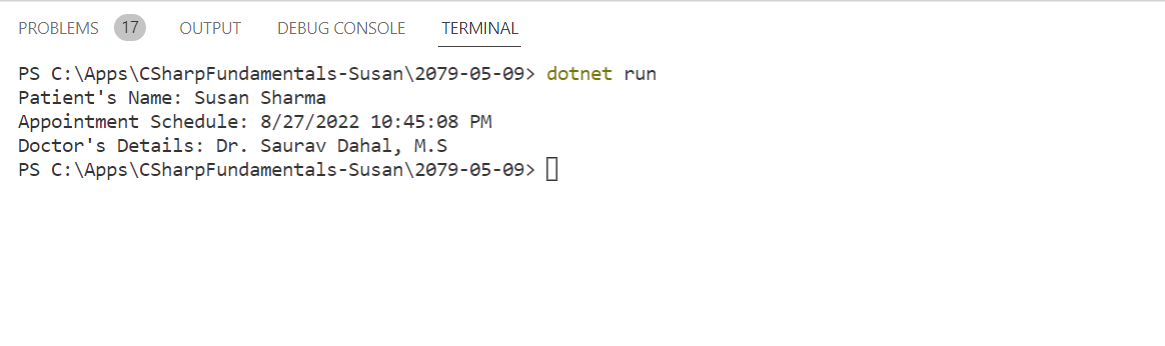 PROBLEMS 17 OUTPUT DEBUG CONSOLE TERMINAL
PS C:\Apps\CSharpFundamentals-Susan\2079-05-09> dotnet run
Patient's Name: Susan Sharma
Appointment Schedule: 8/27/2022 10:45:08 PM
Doctor's Details: Dr. Saurav Dahal, M.S
PS C:\Apps\CSharpFundamentals-Susan\2079-05-09>